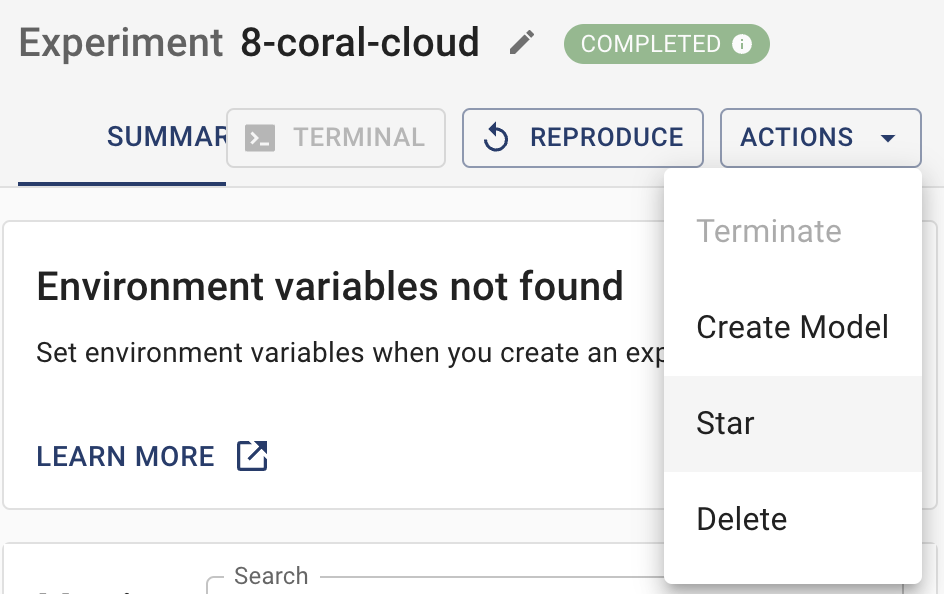 Experiment 8-coral-cloud COMPLETED
SUMMAR TERMINAL REPRODUCE ACTIONS
Terminate
Create Model
Star
Delete
Environment variables not found
Set environment variables when you create an exp
LEARN MORE
Search